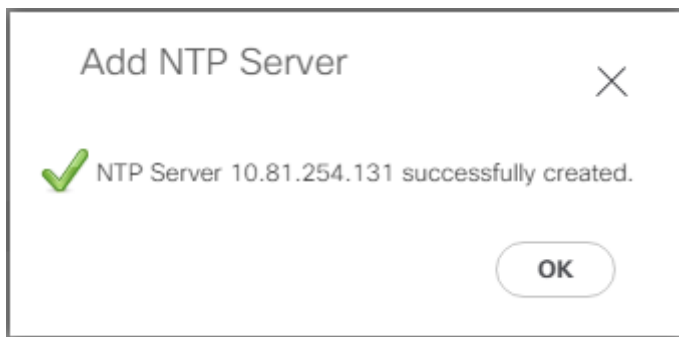 Add NTP Server
NTP Server 10.81.254.131 successfully created.
OK